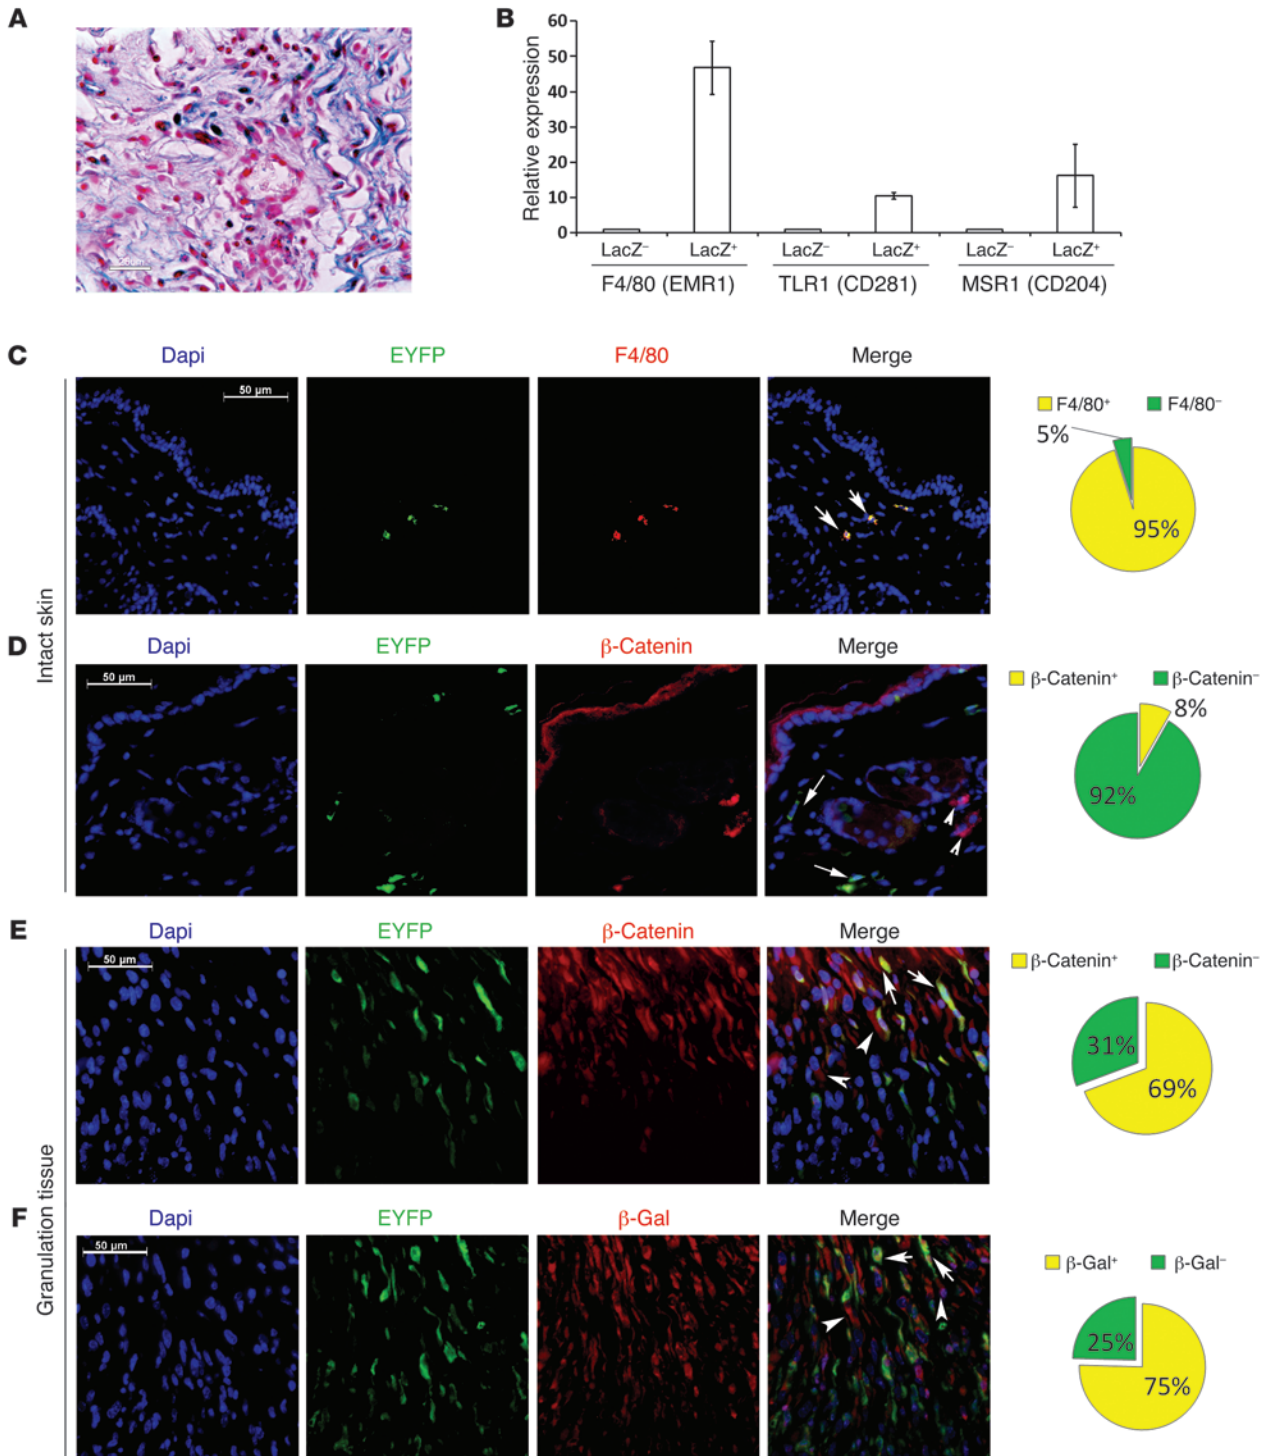 A
25µm
B
Relative expression
60
50
40
30
20
10
0
LacZ⁻ LacZ⁺ LacZ⁻ LacZ⁺ LacZ⁻ LacZ⁺
F4/80 (EMR1) TLR1 (CD281) MSR1 (CD204)
Intact skin
C
Dapi EYFP F4/80 Merge
50 µm
F4/80⁺ F4/80⁻
5%
95%
D
Dapi EYFP β-Catenin Merge
50 µm
β-Catenin⁺ β-Catenin⁻
8%
92%
Granulation tissue
E
Dapi EYFP β-Catenin Merge
50 µm
β-Catenin⁺ β-Catenin⁻
31%
69%
F
Dapi EYFP β-Gal Merge
50 µm
β-Gal⁺ β-Gal⁻
25%
75%